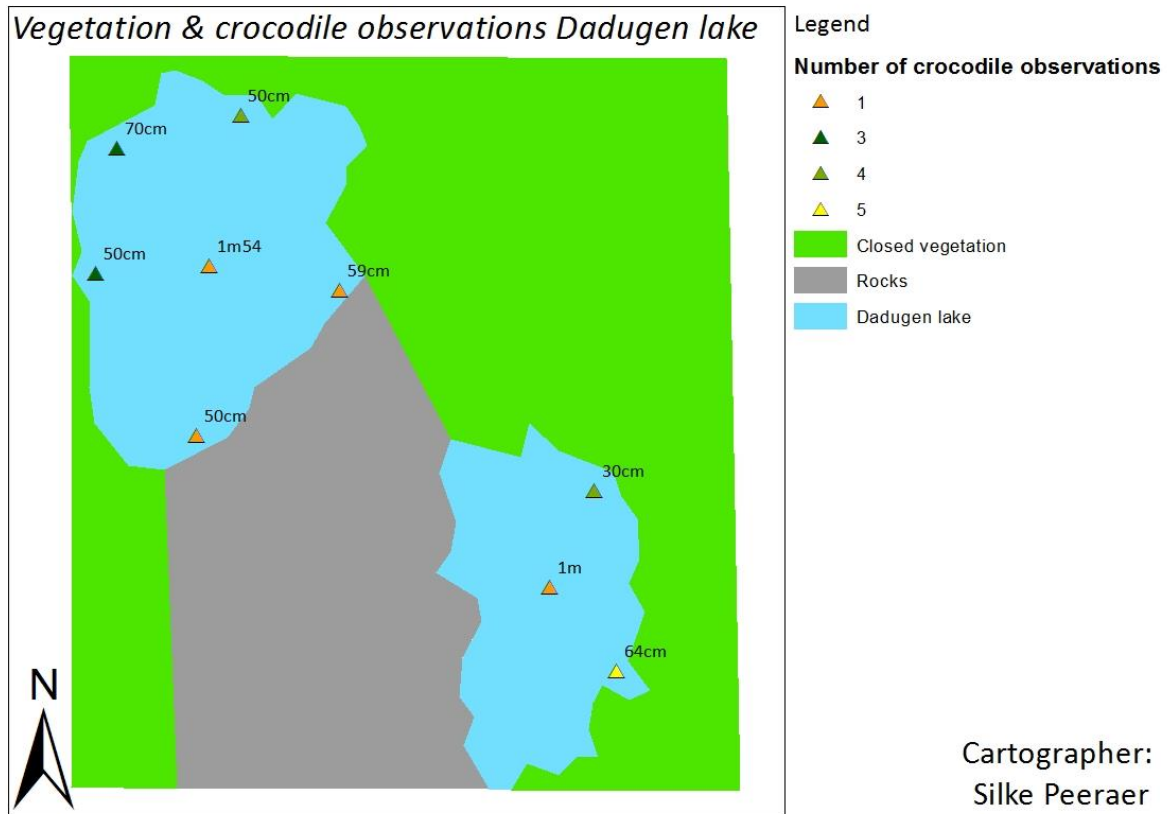 Vegetation & crocodile observations Dadugen lake
50cm
70cm
50cm
1m54
59cm
50cm
30cm
1m
64cm
N
Legend
Number of crocodile observations
1
3
4
5
Closed vegetation
Rocks
Dadugen lake
Cartographer:
Silke Peeraer